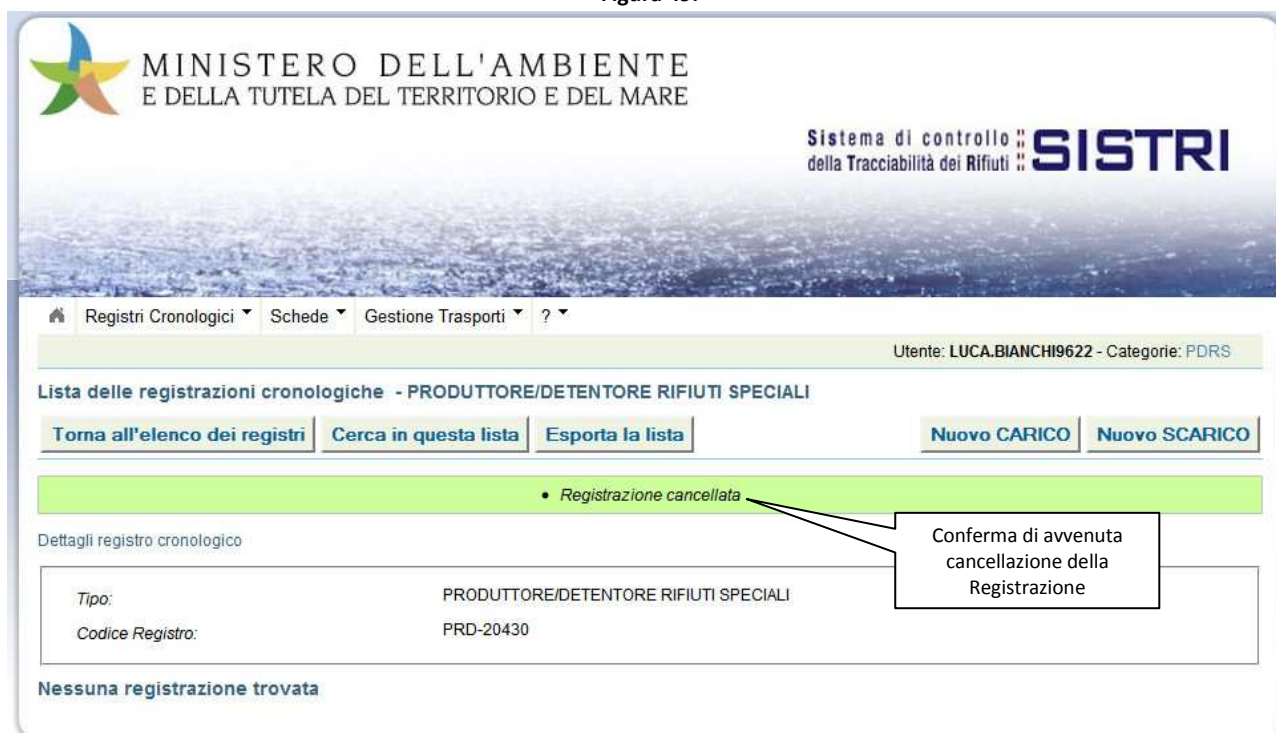 MINISTERO DELL'AMBIENTE
E DELLA TUTELA DEL TERRITORIO E DEL MARE
Sistema di controllo
della Tracciabilità dei Rifiuti
SISTRI
Registri Cronologici Schede Gestione Trasporti ?
Utente: LUCA.BIANCHI9622 - Categorie: PDRS
Lista delle registrazioni cronologiche - PRODUTTORE/DETENTORE RIFIUTI SPECIALI
Torna all'elenco dei registri Cerca in questa lista Esporta la lista Nuovo CARICO Nuovo SCARICO
• Registrazione cancellata
Conferma di avvenuta
cancellazione della
Registrazione
Dettagli registro cronologico
Tipo: PRODUTTORE/DETENTORE RIFIUTI SPECIALI
Codice Registro: PRD-20430
Nessuna registrazione trovata